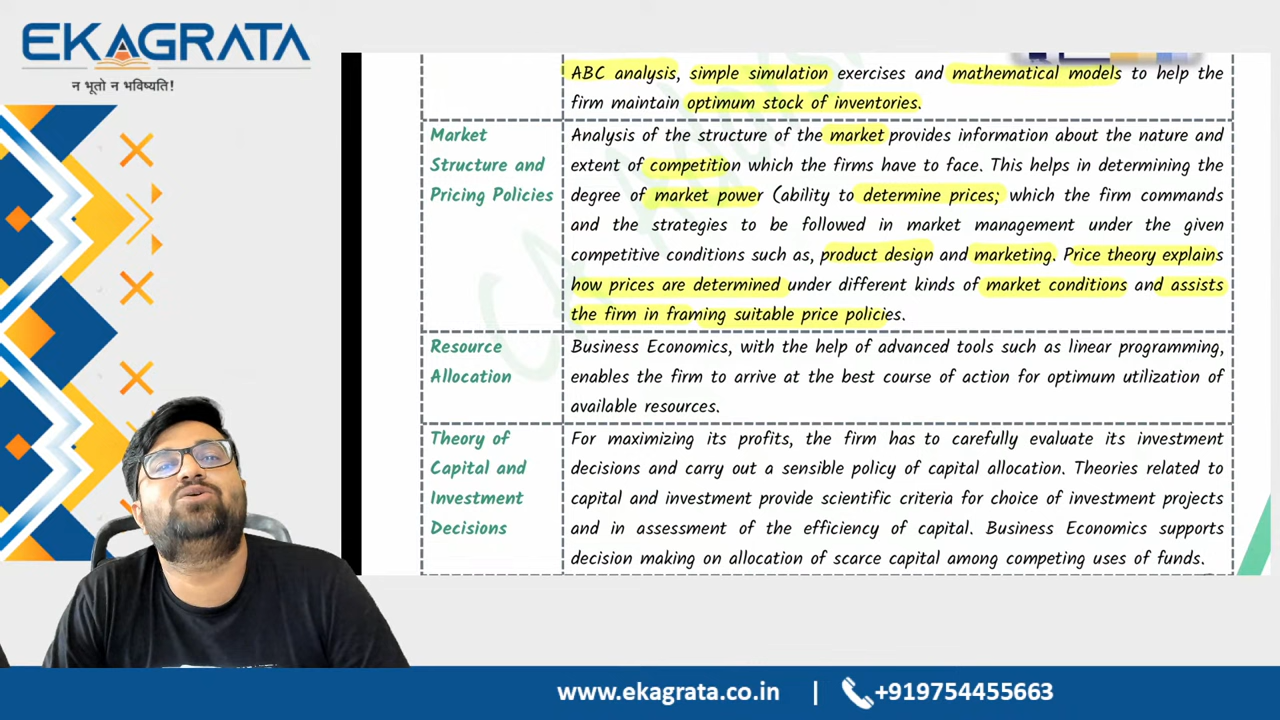 EKAGRATA
न भूतो न भविष्यति!
ABC analysis, simple simulation exercises and mathematical models to help the
firm maintain optimum stock of inventories.
Market
Structure and
Pricing Policies
Analysis of the structure of the market provides information about the nature and
extent of competition which the firms have to face. This helps in determining the
degree of market power (ability to determine prices; which the firm commands
and the strategies to be followed in market management under the given
competitive conditions such as, product design and marketing. Price theory explains
how prices are determined under different kinds of market conditions and assists
the firm in framing suitable price policies.
Resource
Allocation
Business Economics, with the help of advanced tools such as linear programming,
enables the firm to arrive at the best course of action for optimum utilization of
available resources.
Theory of
Capital and
Investment
Decisions
For maximizing its profits, the firm has to carefully evaluate its investment
decisions and carry out a sensible policy of capital allocation. Theories related to
capital and investment provide scientific criteria for choice of investment projects
and in assessment of the efficiency of capital. Business Economics supports
decision making on allocation of scarce capital among competing uses of funds.
www.ekagrata.co.in | +919754455663